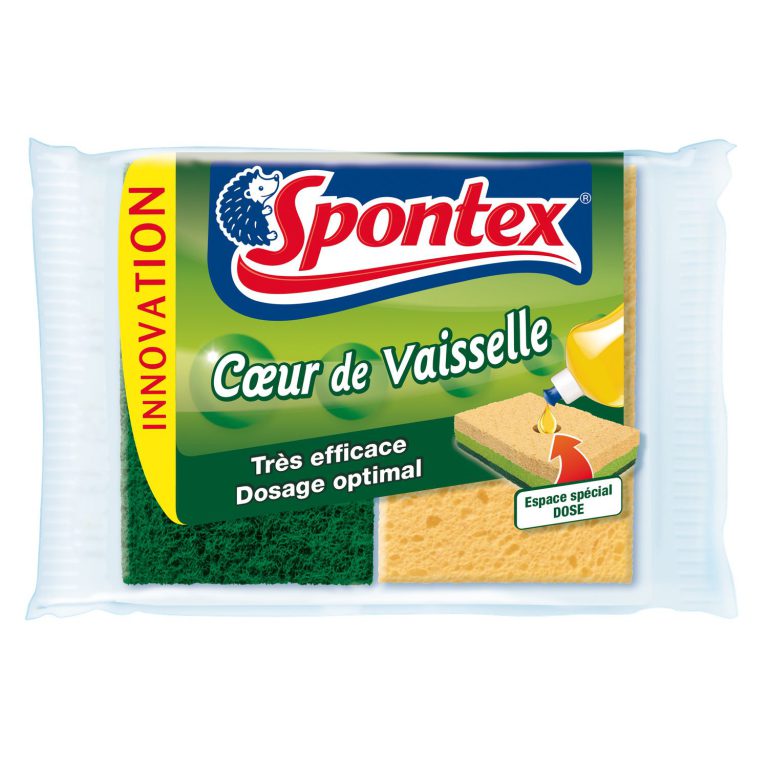 INNOVATION
Spontex®
Cœur de Vaisselle
Très efficace
Dosage optimal
Espace spécial
DOSE